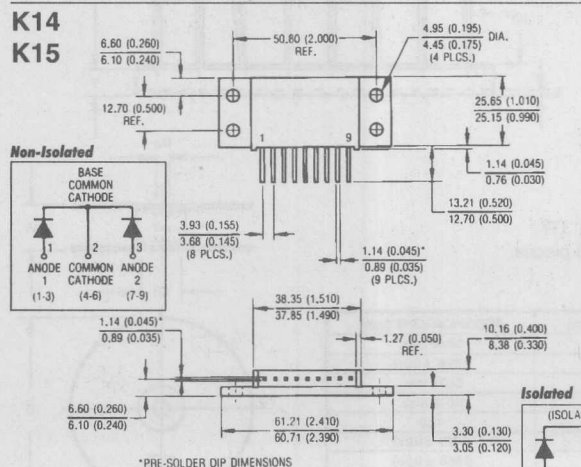 K14
K15
6.60 (0.260)
6.10 (0.240)
50,80 (2.000)
REF.
4.95 (0.195)
4.45 (0.175)
DIA.
(4 PLCS.)
12.70 (0.500)
REF.
25.65 (1.010)
25.15 (0.990)
1
9
1.14 (0.045)
0.76 (0.030)
13,21 (0.520)
12,70 (0.500)
3.93 (0.155)
3.68 (0.145)
(8 PLCS.)
1.14 (0.045)*
0.89 (0.035)
(9 PLCS.)
Non-Isolated
BASE
COMMON
CATHODE
1 2 3
ANODE COMMON ANODE
1 CATHODE 2
(1-3) (4-6) (7-9)
38.35 (1.510)
37.85 (1.490)
1.14 (0.045)*
0.89 (0.035)
1.27 (0.050)
REF.
10.16 (0.400)
8.38 (0.330)
6.60 (0.260)
6.10 (0.240)
61.21 (2.410)
60.71 (2.390)
3.30 (0.130)
3.05 (0.120)
*PRE-SOLDER DIP DIMENSIONS
Isolated
(ISOLA